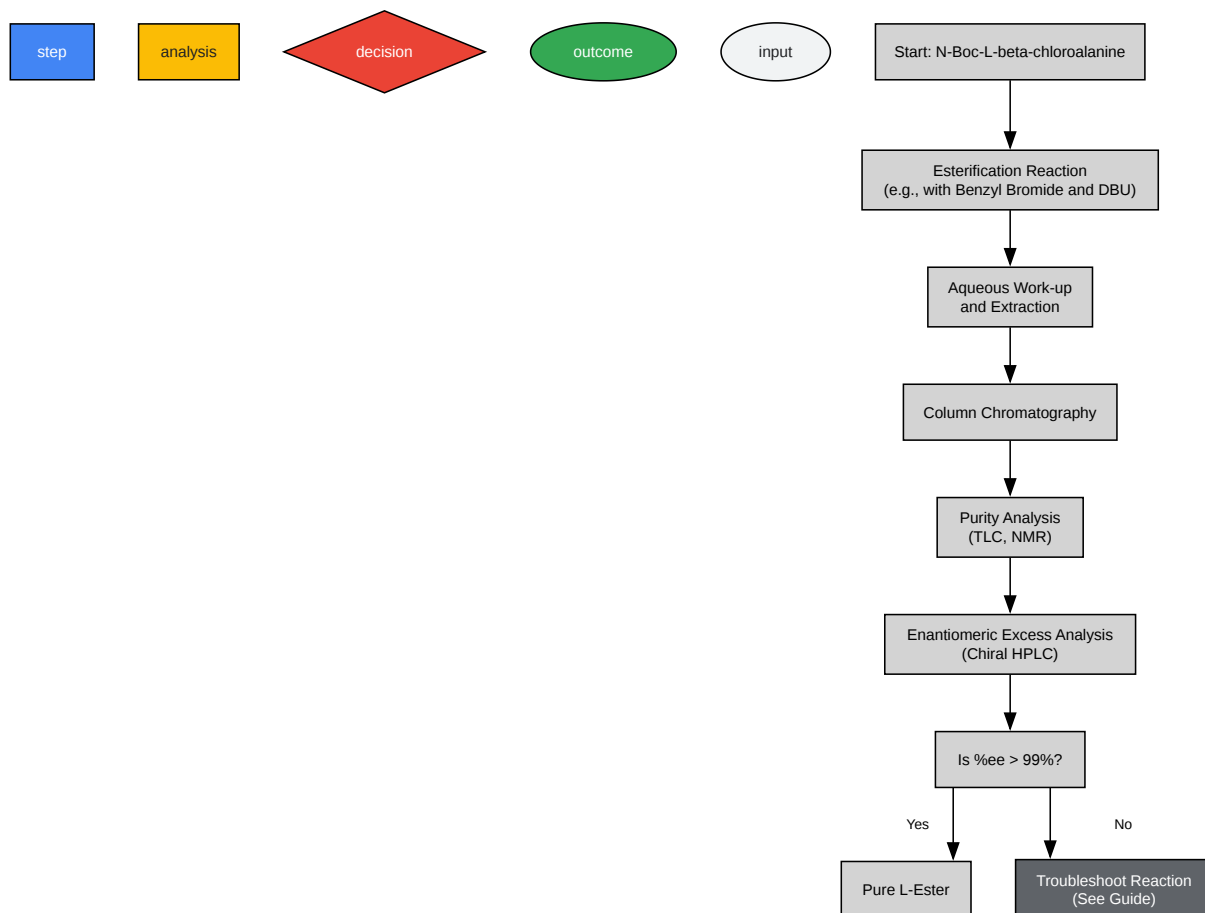 step
analysis
decision
outcome
input
Start: N-Boc-L-beta-chloroalanine
Esterification Reaction
(e.g., with Benzyl Bromide and DBU)
Aqueous Work-up
and Extraction
Column Chromatography
Purity Analysis
(TLC, NMR)
Enantiomeric Excess Analysis
(Chiral HPLC)
Is %ee > 99%?
Yes
No
Pure L-Ester
Troubleshoot Reaction
(See Guide)